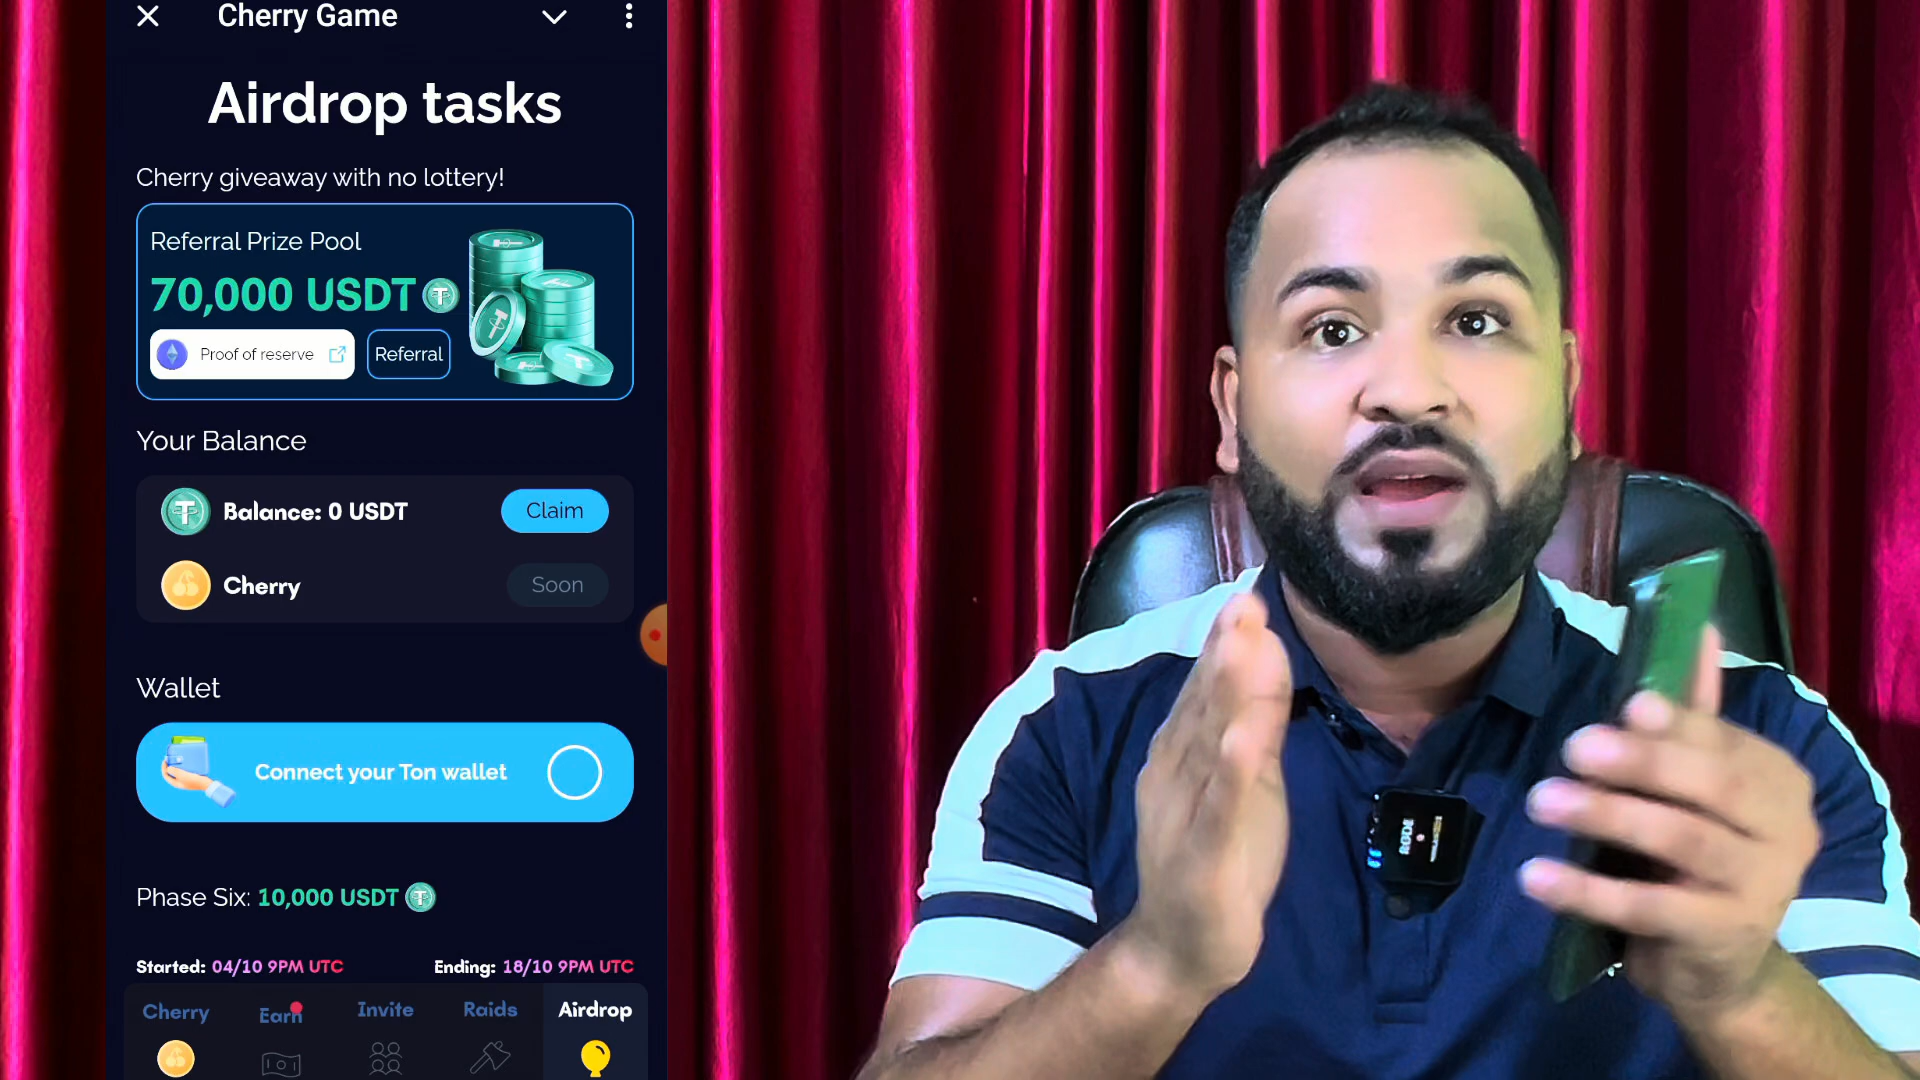 Cherry Game
Airdrop tasks
Cherry giveaway with no lottery!
Referral Prize Pool
70,000 USDT
Proof of reserve
Referral
Your Balance
Balance: 0 USDT
Claim
Cherry
Soon
Wallet
Connect your Ton wallet
Phase Six: 10,000 USDT
Started: 04/10 9PM UTC
Ending: 18/10 9PM UTC
Cherry
Earn
Invite
Raids
Airdrop
RODE